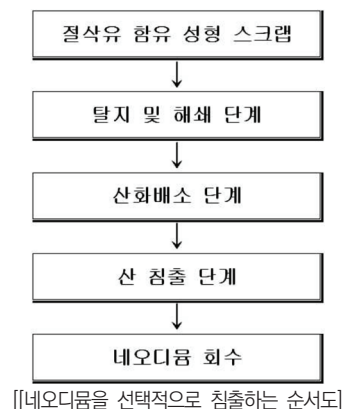 절삭유 함유 성형 스크랩
탈지 및 해쇄 단계
산화배소 단계
산 침출 단계
네오디뮴 회수
[[네오디뮴을 선택적으로 침출하는 순서도]